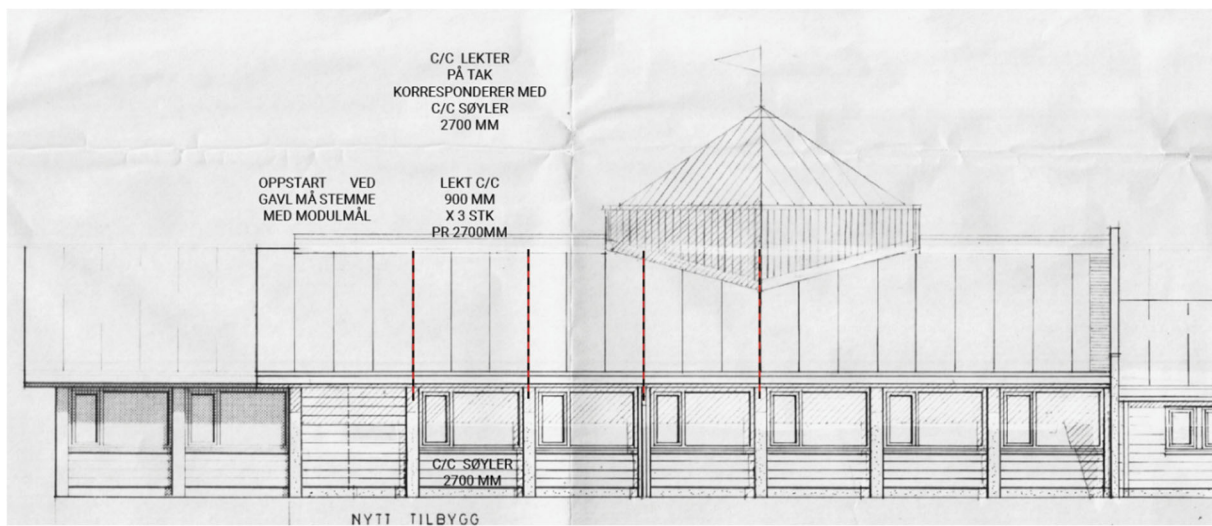 C/C LEKTER
PÅ TAK
KORRESPONDERER MED
C/C SØYLER
2700 MM
OPPSTART VED
GAVL MÅ STEMME
MED MODULMÅL
LEKT C/C
900 MM
X 3 STK
PR 2700MM
C/C SØYLER
2700 MM
NYTT TILBYGG